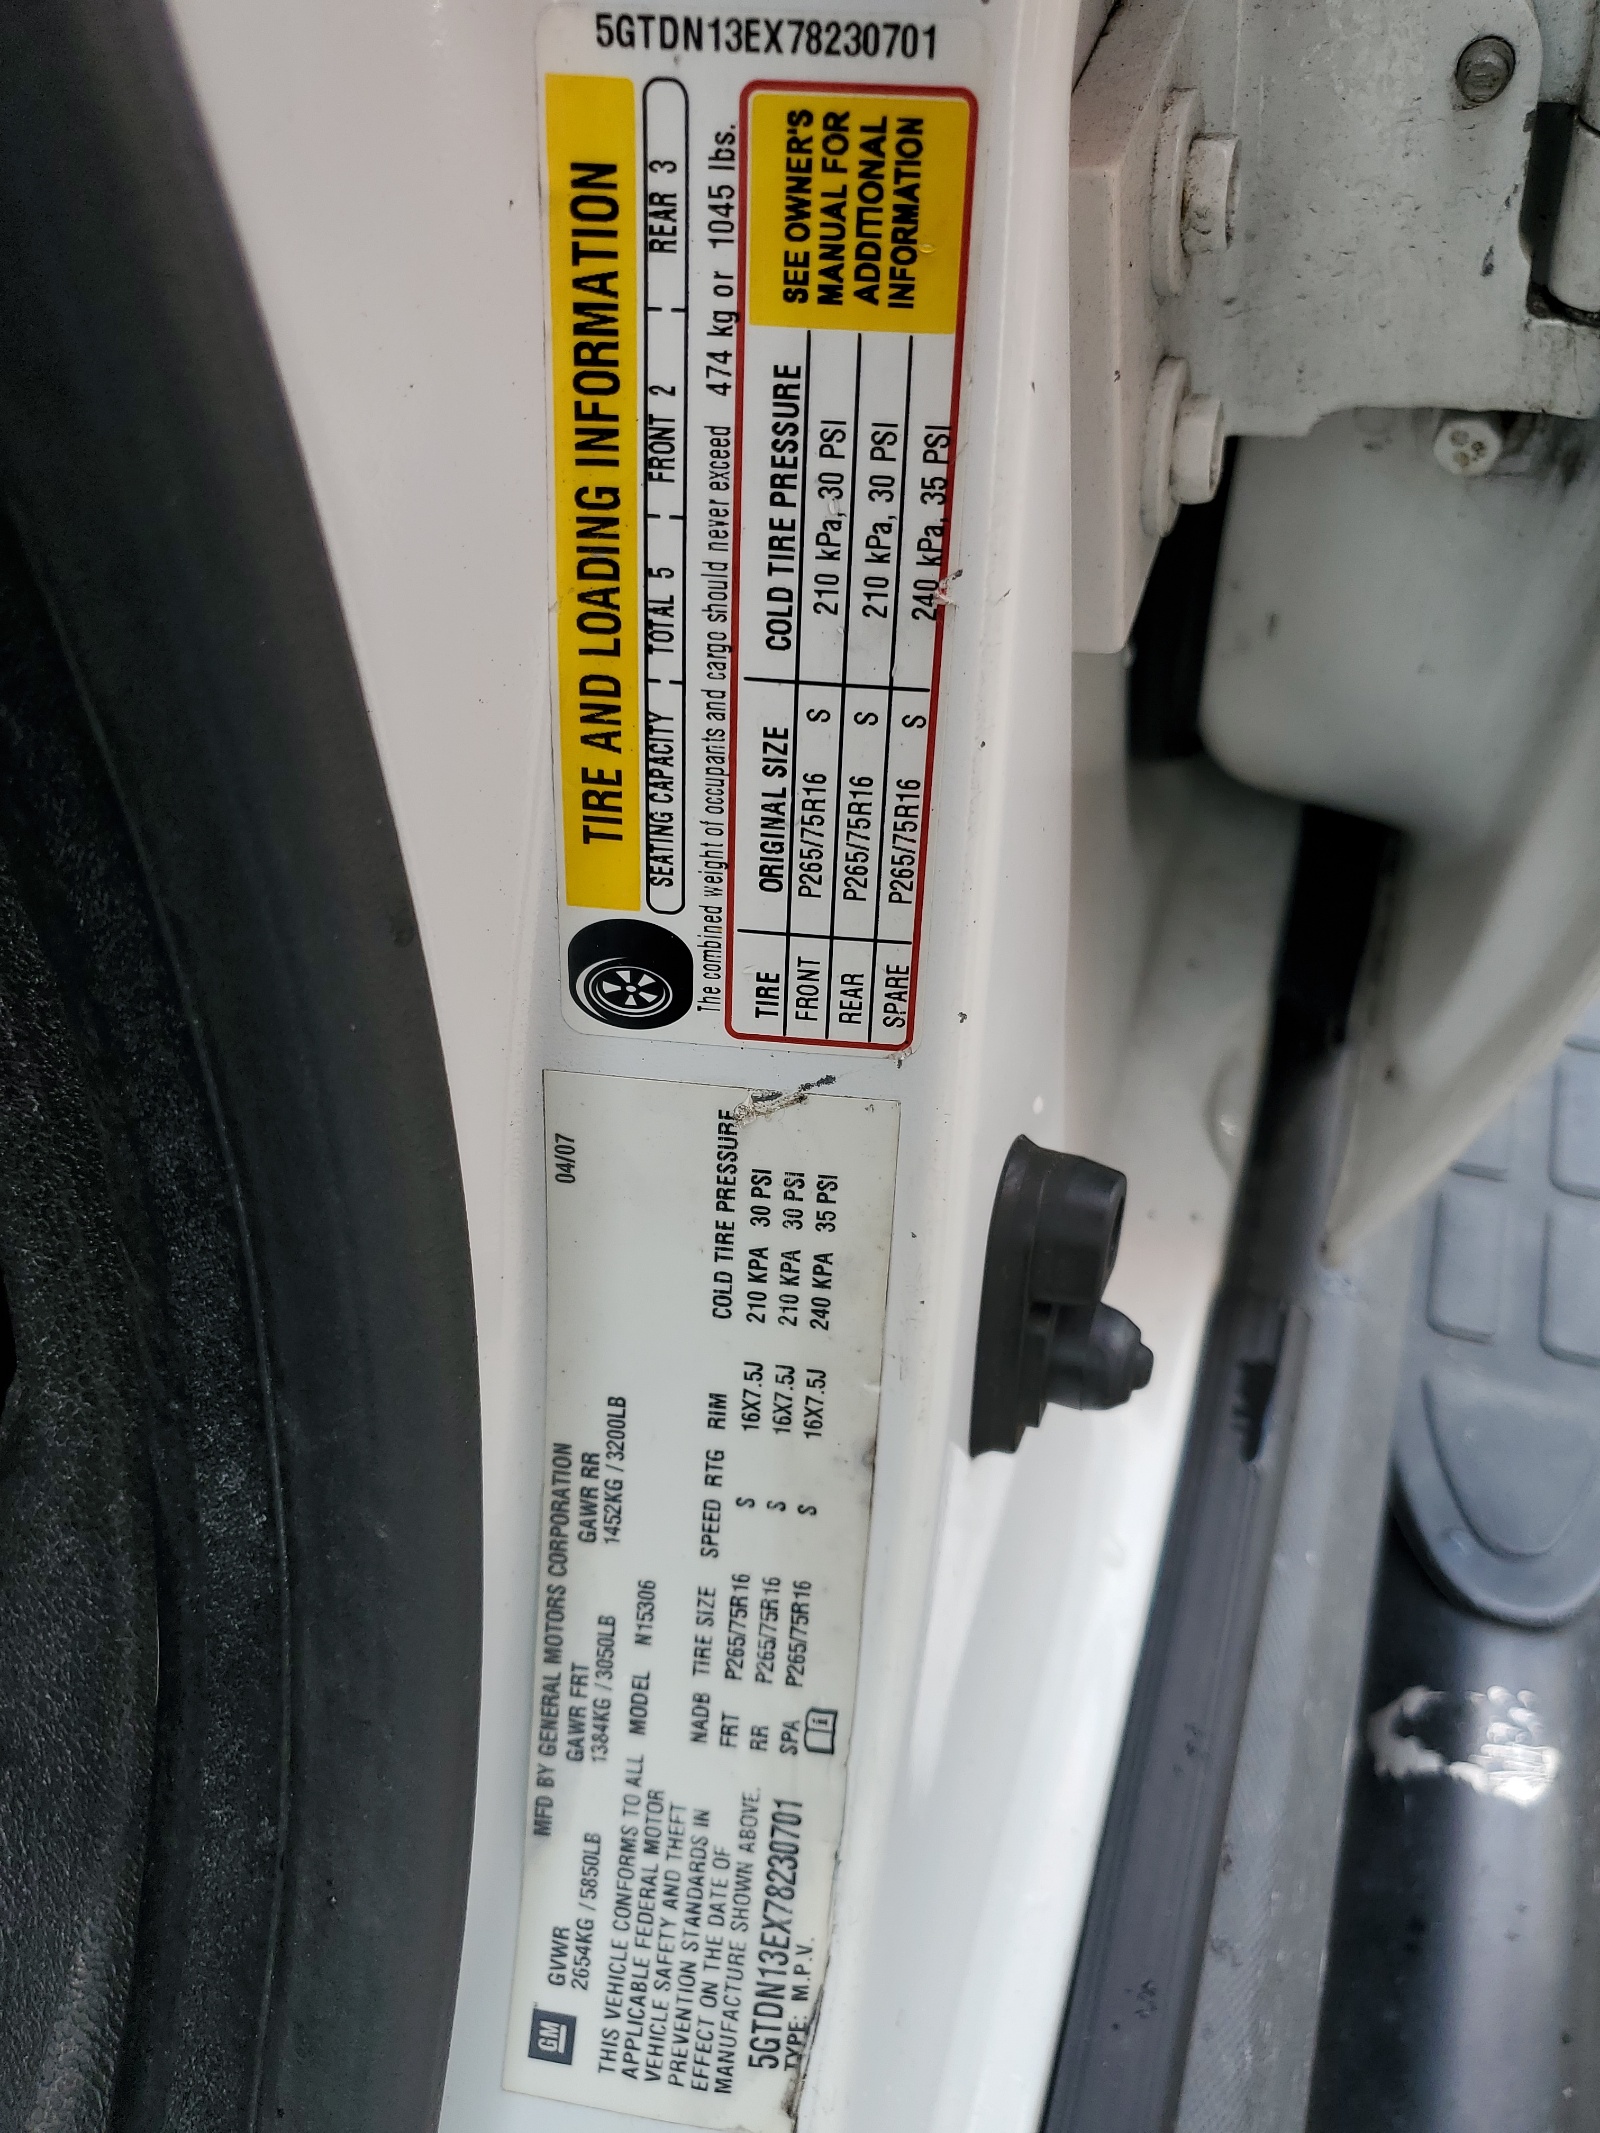 GM
MFD BY GENERAL MOTORS CORPORATION
04/07
GVWR GAWR FRT GAWR RR
2654KG / 5850LB 1384KG / 3050LB 1452KG / 3200LB
THIS VEHICLE CONFORMS TO ALL
APPLICABLE FEDERAL MOTOR
VEHICLE SAFETY AND THEFT
PREVENTION STANDARDS IN
EFFECT ON THE DATE OF
MANUFACTURE SHOWN ABOVE.
5GTDN13EX78230701
TYPE: M.P.V.
MODEL N15306
NADB TIRE SIZE SPEED RTG RIM COLD TIRE PRESSURE
FRT P265/75R16 S 16X7.5J 210 KPA 30 PSI
RR P265/75R16 S 16X7.5J 210 KPA 30 PSI
SPA P265/75R16 S 16X7.5J 240 KPA 35 PSI
i
TIRE AND LOADING INFORMATION
5GTDN13EX78230701
SEATING CAPACITY TOTAL 5 FRONT 2 REAR 3
The combined weight of occupants and cargo should never exceed 474 kg or 1045 lbs.
TIRE ORIGINAL SIZE COLD TIRE PRESSURE
FRONT P265/75R16 S 210 kPa, 30 PSI
REAR P265/75R16 S 210 kPa, 30 PSI
SPARE P265/75R16 S 240 kPa, 35 PSI
SEE OWNER'S
MANUAL FOR
ADDITIONAL
INFORMATION